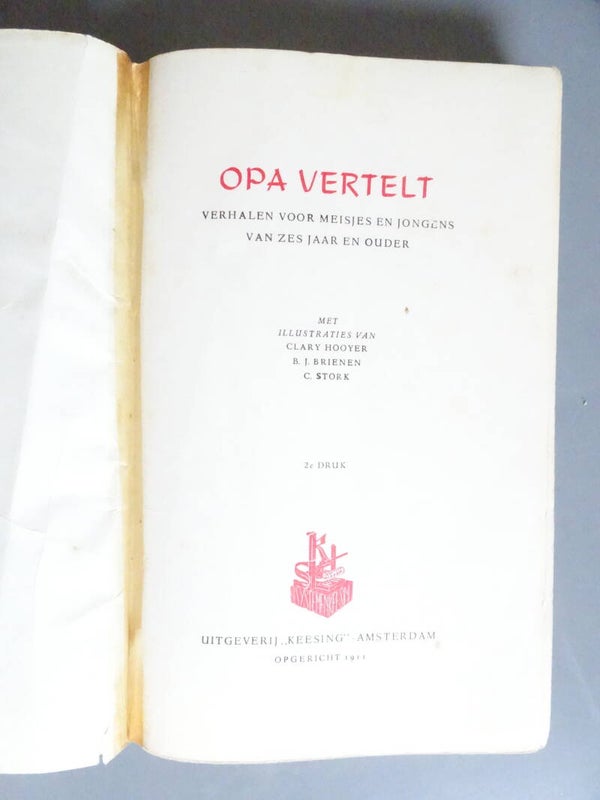 OPA VERTELT
VERHALEN VOOR MEISJES EN JONGENS
VAN ZES JAAR EN OUDER
MET
ILLUSTRATIES VAN
CLARY HOOYER
B. J. BRIENEN
C. STORK
2e DRUK
UITGEVERIJ „KEESING” AMSTERDAM
OPGERICHT 1911